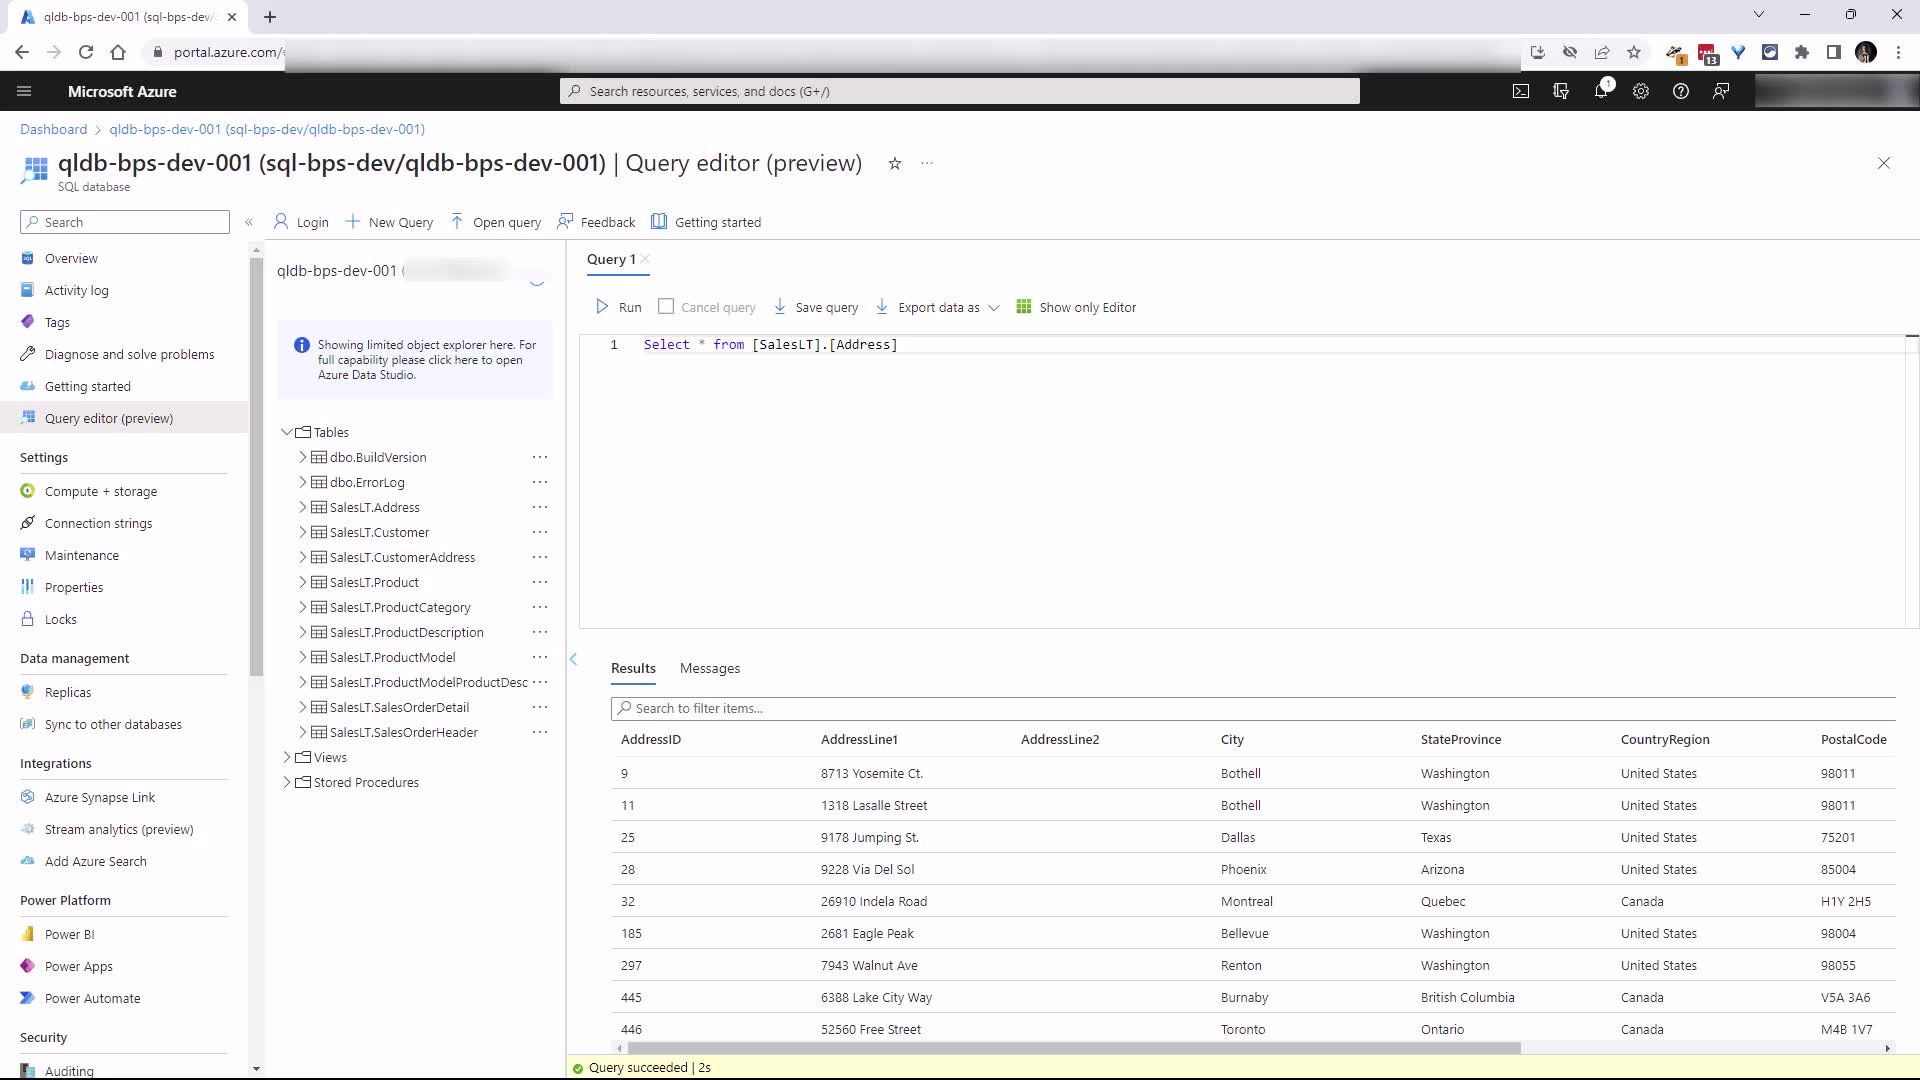 qldb-bps-dev-001 (sql-bps-dev/
portal.azure.com/
1
13
Microsoft Azure
Search resources, services, and docs (G+/)
1
Dashboard > qldb-bps-dev-001 (sql-bps-dev/qldb-bps-dev-001)
qldb-bps-dev-001 (sql-bps-dev/qldb-bps-dev-001) | Query editor (preview) ...
SQL database
Search
«
Login
New Query
Open query
Feedback
Getting started
Overview
Activity log
Tags
Diagnose and solve problems
Getting started
Query editor (preview)
Settings
Compute + storage
Connection strings
Maintenance
Properties
Locks
Data management
Replicas
Sync to other databases
Integrations
Azure Synapse Link
Stream analytics (preview)
Add Azure Search
Power Platform
Power BI
Power Apps
Power Automate
Security
Auditing
qldb-bps-dev-001 (
Showing limited object explorer here. For
full capability please click here to open
Azure Data Studio.
Tables
dbo.BuildVersion ...
dbo.ErrorLog ...
SalesLT.Address ...
SalesLT.Customer ...
SalesLT.CustomerAddress ...
SalesLT.Product ...
SalesLT.ProductCategory ...
SalesLT.ProductDescription ...
SalesLT.ProductModel ...
SalesLT.ProductModelProductDesc ...
SalesLT.SalesOrderDetail ...
SalesLT.SalesOrderHeader ...
Views
Stored Procedures
Query 1
Run
Cancel query
Save query
Export data as
Show only Editor
1 Select * from [SalesLT].[Address]
Results Messages
Search to filter items...
AddressID AddressLine1 AddressLine2 City StateProvince CountryRegion PostalCode
9 8713 Yosemite Ct. Bothell Washington United States 98011
11 1318 Lasalle Street Bothell Washington United States 98011
25 9178 Jumping St. Dallas Texas United States 75201
28 9228 Via Del Sol Phoenix Arizona United States 85004
32 26910 Indela Road Montreal Quebec Canada H1Y 2H5
185 2681 Eagle Peak Bellevue Washington United States 98004
297 7943 Walnut Ave Renton Washington United States 98055
445 6388 Lake City Way Burnaby British Columbia Canada V5A 3A6
446 52560 Free Street Toronto Ontario Canada M4B 1V7
Query succeeded | 2s